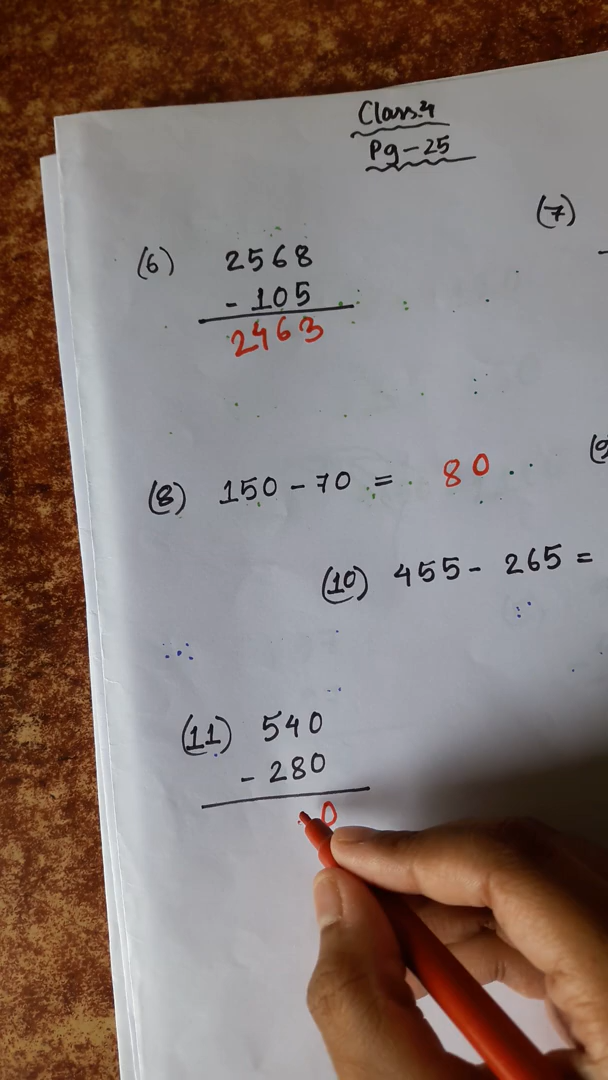 Class.4
Pg-25
(6) 2568
- 105
2463
(7)
(8) 150-70 = 80
(9
(10) 455- 265 =
(11) 540
- 280
0